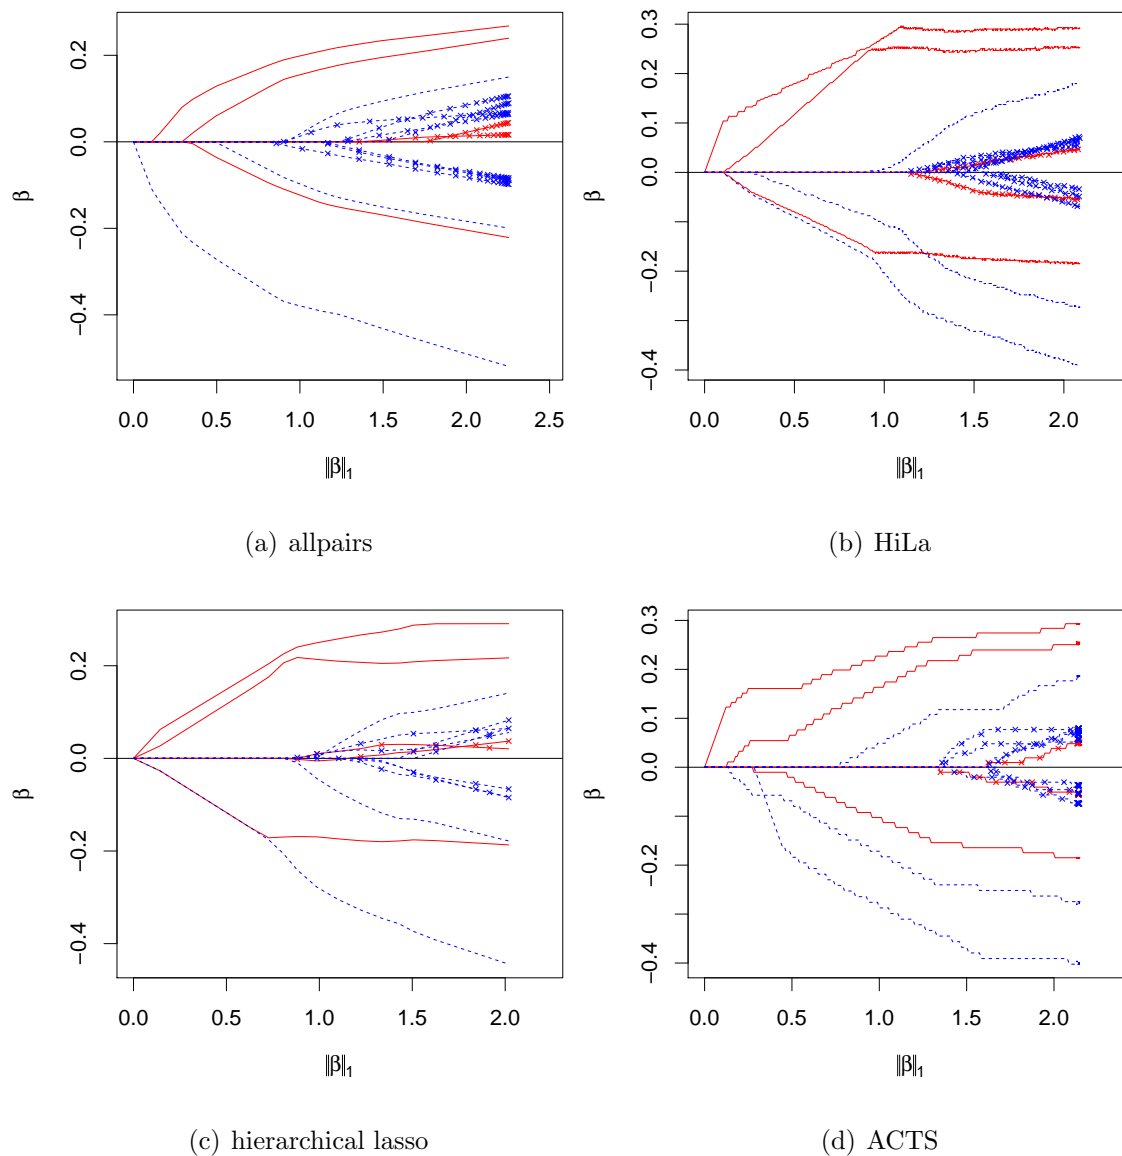 0.2
0.0
−0.2
−0.4
β
0.0 0.5 1.0 1.5 2.0 2.5
‖β‖₁
(a) allpairs
0.3
0.2
0.1
0.0
−0.2
−0.4
β
0.0 0.5 1.0 1.5 2.0
‖β‖₁
(b) HiLa
0.2
0.0
−0.2
−0.4
β
0.0 0.5 1.0 1.5 2.0
‖β‖₁
(c) hierarchical lasso
0.3
0.2
0.1
0.0
−0.2
−0.4
β
0.0 0.5 1.0 1.5 2.0
‖β‖₁
(d) ACTS